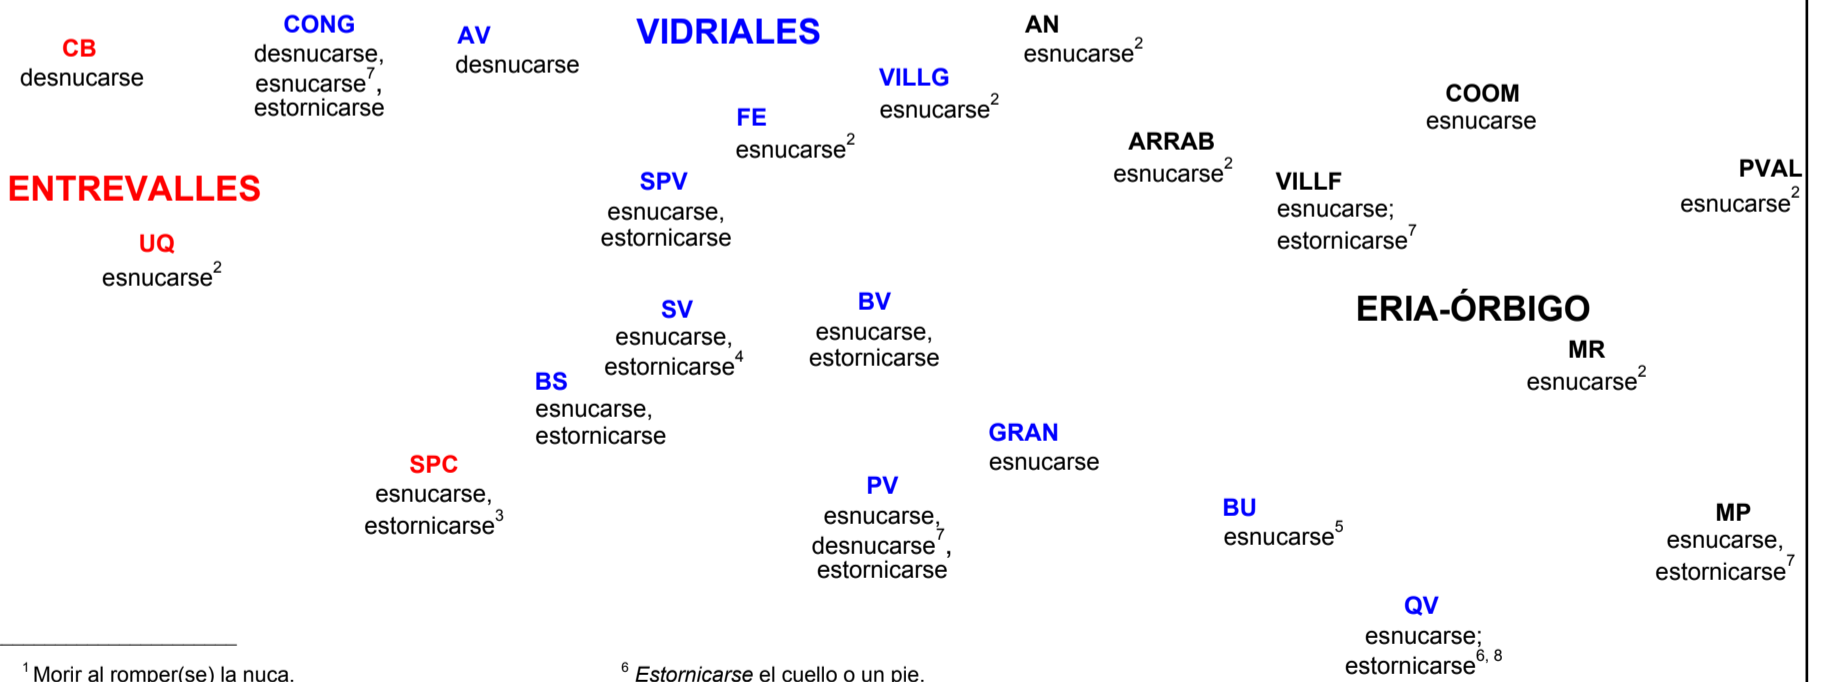 CB
desnucarse
CONG
desnucarse,
esnucarse⁷,
estornicarse
AV
desnucarse
VIDRIALES
VILLG
esnucarse²
AN
esnucarse²
FE
esnucarse²
COOM
esnucarse
ARRAB
esnucarse²
VILLF
esnucarse;
estornicarse⁷
PVAL
esnucarse²
ENTREVALLES
UQ
esnucarse²
SPV
esnucarse,
estornicarse
SV
esnucarse,
estornicarse⁴
BV
esnucarse,
estornicarse
ERIA-ÓRBIGO
MR
esnucarse²
BS
esnucarse,
estornicarse
GRAN
esnucarse
SPC
esnucarse,
estornicarse³
PV
esnucarse,
desnucarse⁷,
estornicarse
BU
esnucarse⁵
MP
esnucarse,
estornicarse⁷
QV
esnucarse;
estornicarse⁶, ⁸
¹ Morir al romper(se) la nuca.
⁶ Estornicarse el cuello o un pie.